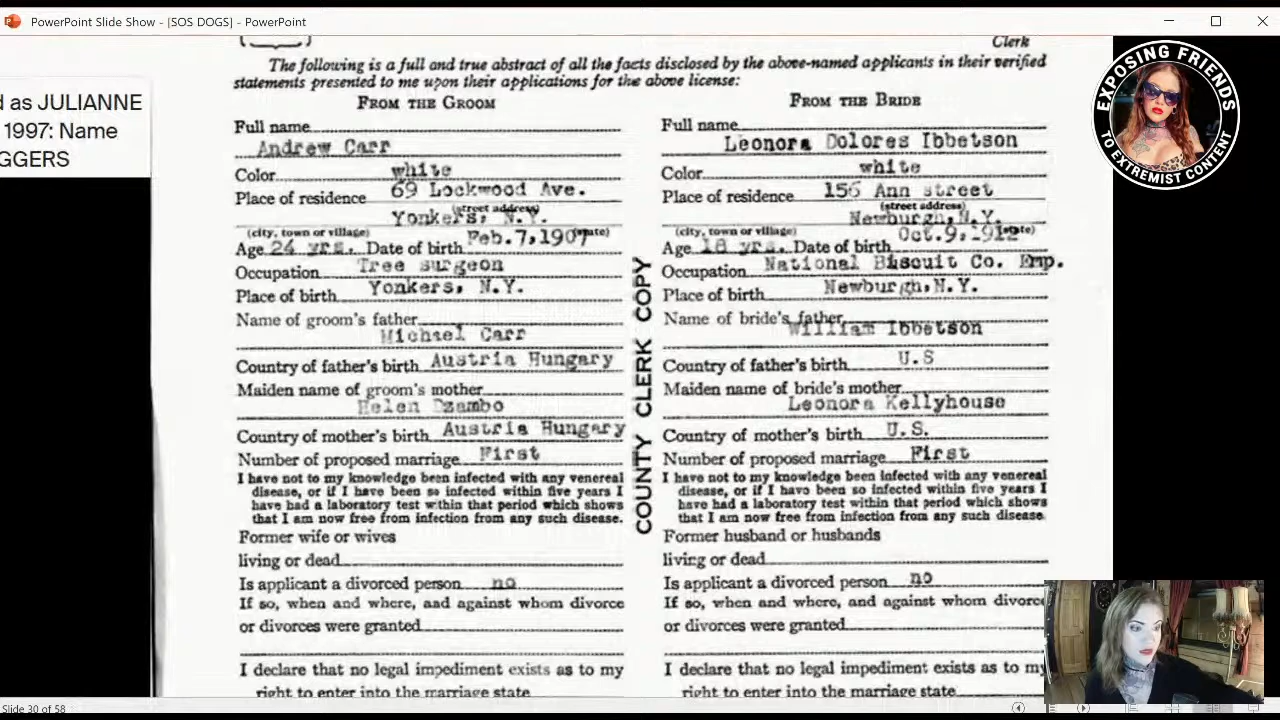 PowerPoint Slide Show - [SOS DOGS] - PowerPoint
d as JULIANNE
1997: Name
GGERS
Clerk
The following is a full and true abstract of all the facts disclosed by the above-named applicants in their verified
statements presented to me upon their applications for the above license:
FROM THE GROOM
Full name
Andrew Carr
Color white
Place of residence 69 Lockwood Ave.
(street address)
Yonkers, N.Y.
(city, town or village) (state)
Age 24 yrs. Date of birth Feb.7,1907
Occupation Tree surgeon
Place of birth Yonkers, N.Y.
Name of groom's father
Michael Carr
Country of father's birth Austria Hungary
Maiden name of groom's mother
Helen Dzambo
Country of mother's birth Austria Hungary
Number of proposed marriage First
I have not to my knowledge been infected with any venereal
disease, or if I have been so infected within five years I
have had a laboratory test within that period which shows
that I am now free from infection from any such disease.
Former wife or wives
living or dead
Is applicant a divorced person no
If so, when and where, and against whom divorce
or divorces were granted
I declare that no legal impediment exists as to my
right to enter into the marriage state
COUNTY CLERK COPY
FROM THE BRIDE
Full name
Leonora Dolores Ibbetson
Color white
Place of residence 156 Ann street
(street address)
Newburgh, N.Y.
(city, town or village) (state)
Age 18 yrs. Date of birth Oct.9,1912
Occupation National Biscuit Co. Emp.
Place of birth Newburgh, N.Y.
Name of bride's father
William Ibbetson
Country of father's birth U.S
Maiden name of bride's mother
Leonora Kellyhouse
Country of mother's birth U.S.
Number of proposed marriage First
I have not to my knowledge been infected with any venereal
disease, or if I have been so infected within five years I
have had a laboratory test within that period which shows
that I am now free from infection from any such disease.
Former husband or husbands
living or dead
Is applicant a divorced person no
If so, when and where, and against whom divorce
or divorces were granted
I declare that no legal impediment exists as to my
right to enter into the marriage state
EXPOSING FRIENDS
TO EXTREMIST CONTENT
Slide 30 of 58